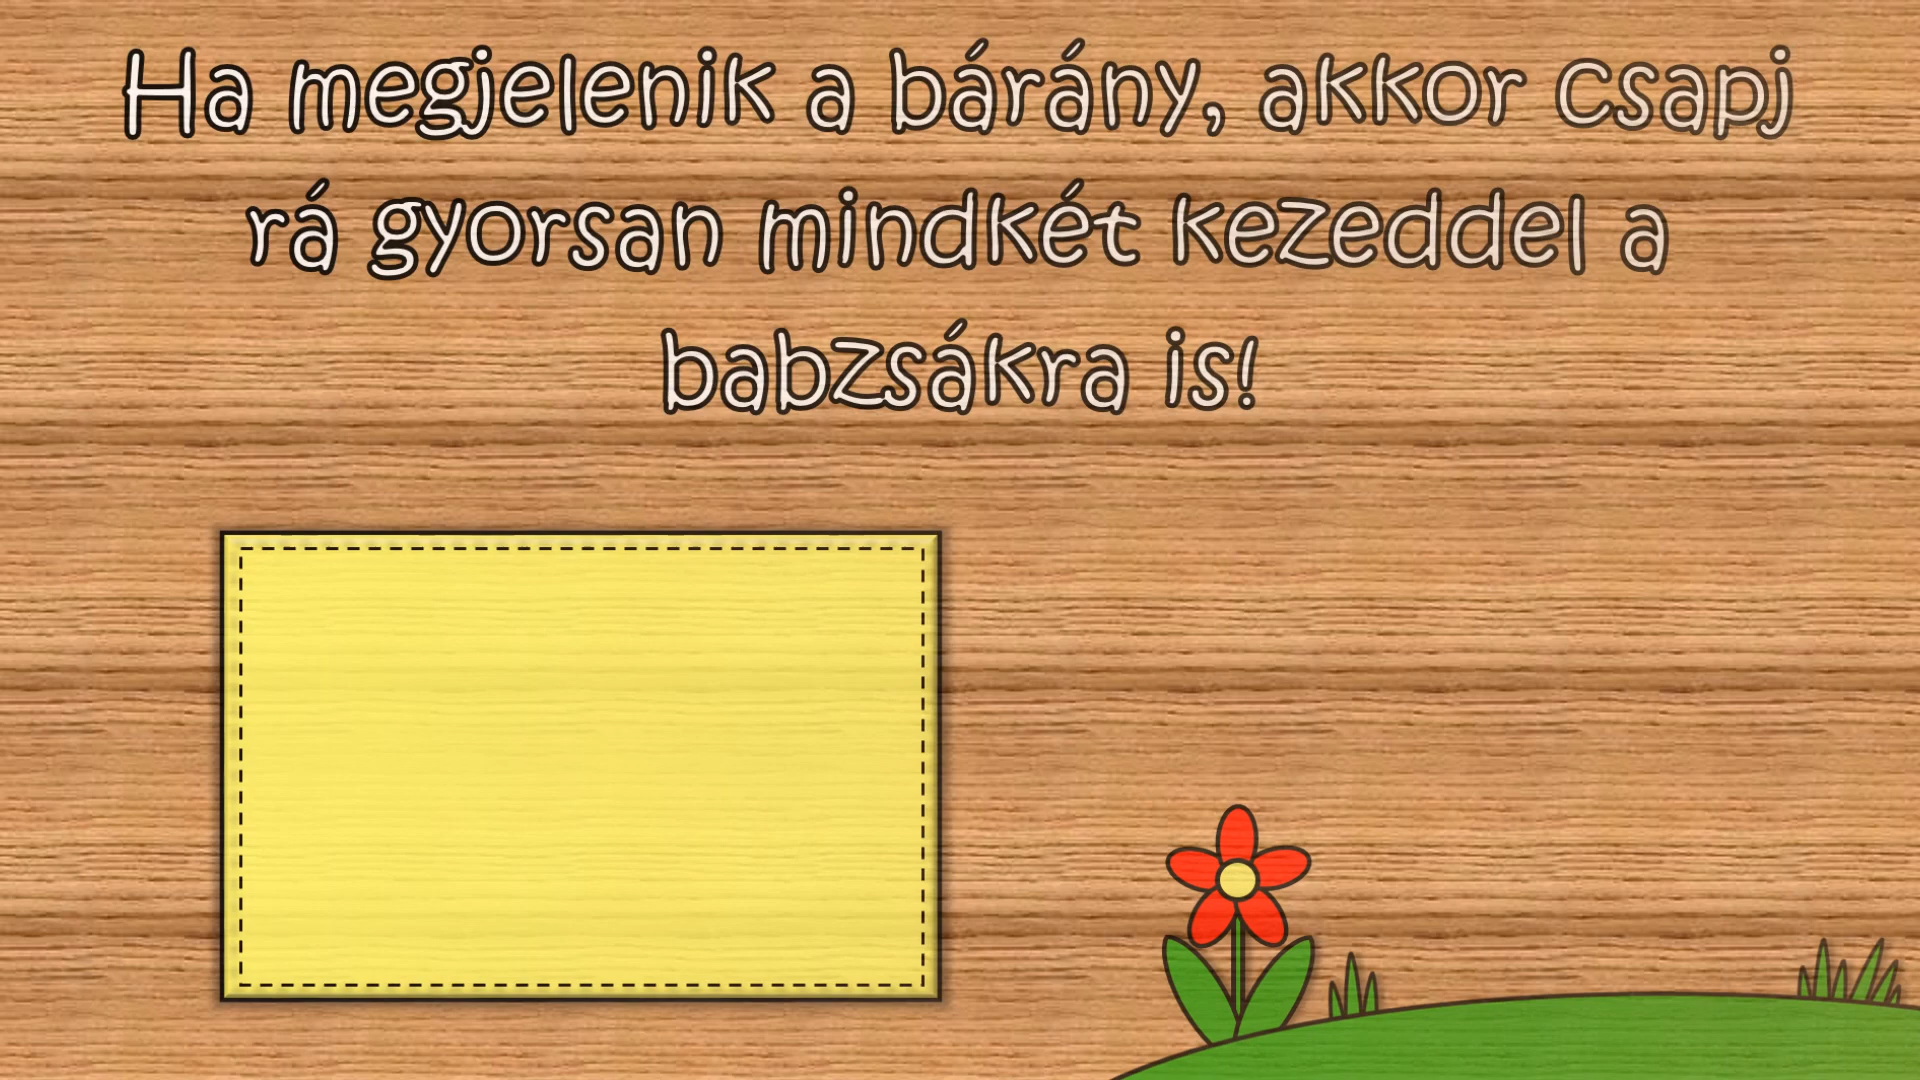 Ha megjelenik a bárány, akkor csapj
rá gyorsan mindkét kezeddel a
babzsákra is!